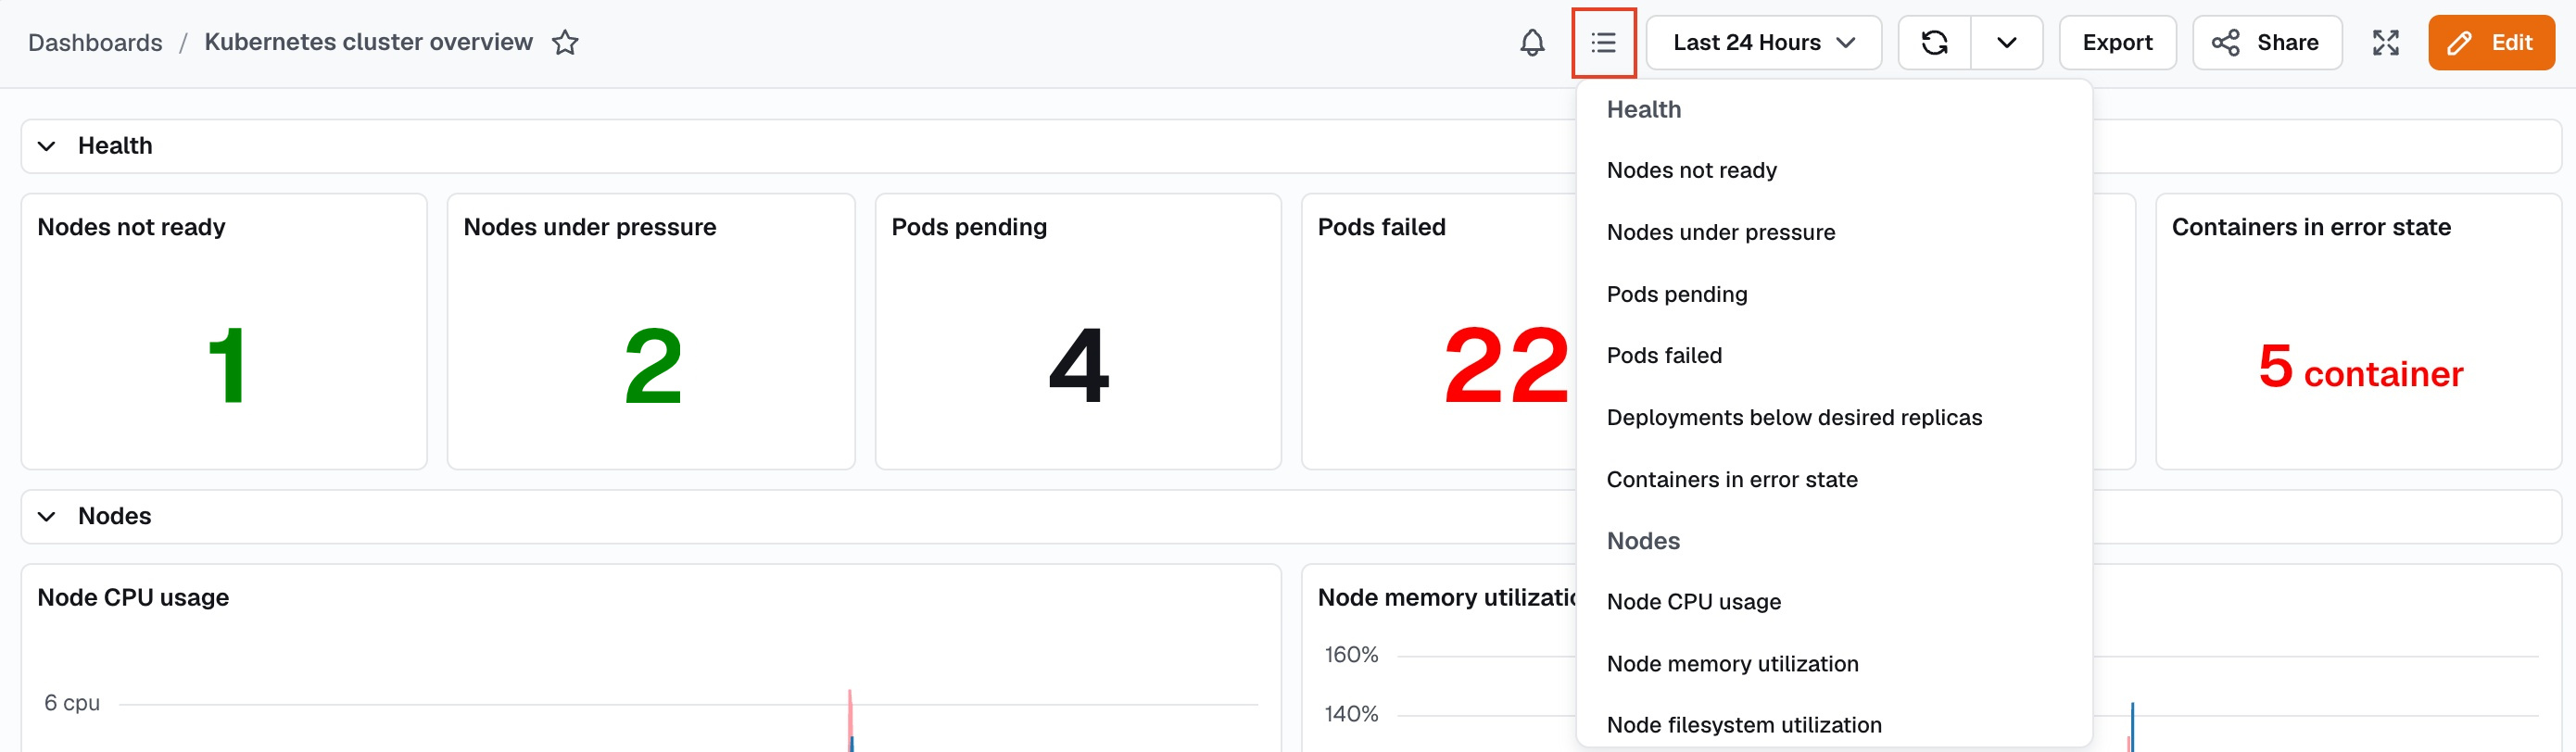 Dashboards / Kubernetes cluster overview
Last 24 Hours
Export
Share
Edit
Health
Nodes not ready
1
Nodes under pressure
2
Pods pending
4
Pods failed
22
Containers in error state
5 container
Nodes
Node CPU usage
6 cpu
Node memory
160%
140%
Health
Nodes not ready
Nodes under pressure
Pods pending
Pods failed
Deployments below desired replicas
Containers in error state
Nodes
Node CPU usage
Node memory utilization
Node filesystem utilization